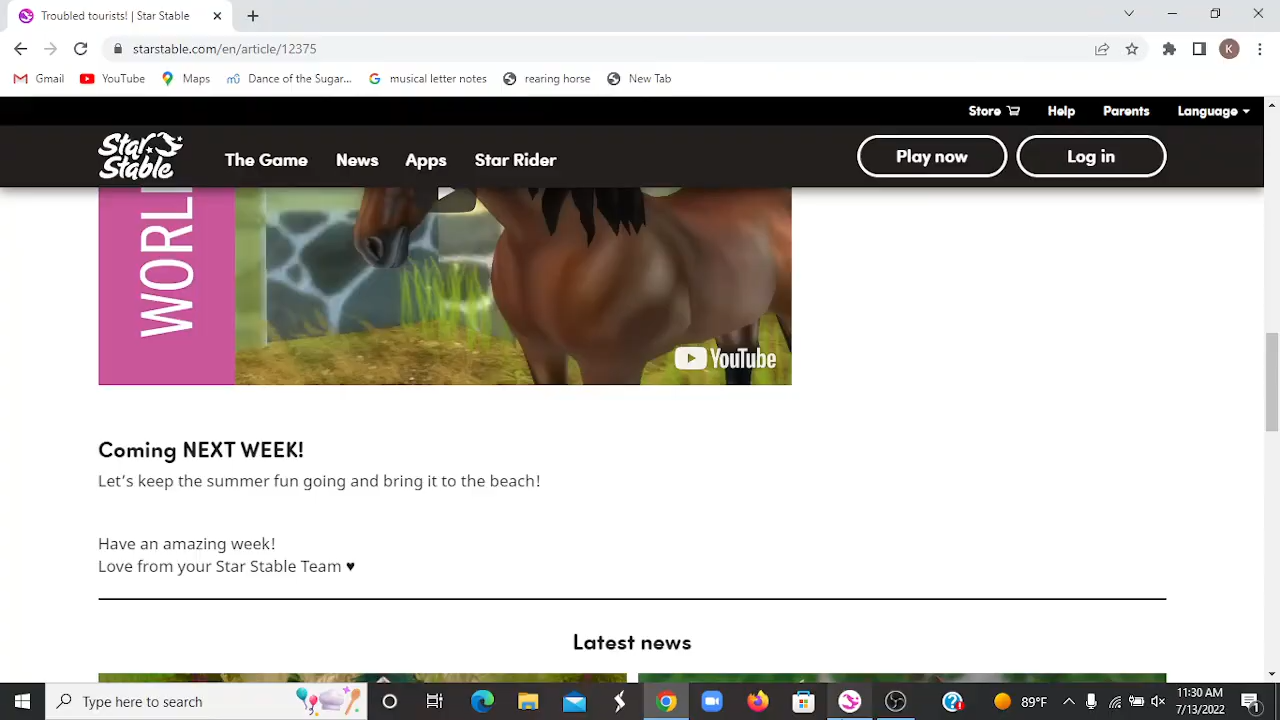 Troubled tourists! | Star Stable
starstable.com/en/article/12375
K
Gmail YouTube Maps Dance of the Sugar... musical letter notes rearing horse New Tab
Store Help Parents Language
Star Stable
The Game News Apps Star Rider Play now Log in
WORL
YouTube
Coming NEXT WEEK!
Let's keep the summer fun going and bring it to the beach!
Have an amazing week!
Love from your Star Stable Team ♥
Latest news
Type here to search
89°F
11:30 AM
7/13/2022